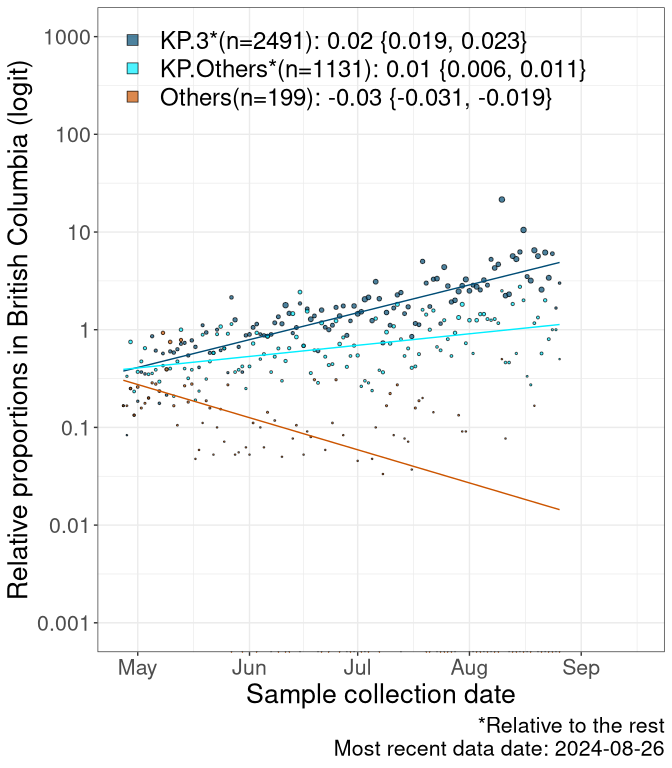 KP.3*(n=2491): 0.02 {0.019, 0.023}
KP.Others*(n=1131): 0.01 {0.006, 0.011}
Others(n=199): -0.03 {-0.031, -0.019}
Relative proportions in British Columbia (logit)
1000
100
10
1
0.1
0.01
0.001
May Jun Jul Aug Sep
Sample collection date
*Relative to the rest
Most recent data date: 2024-08-26